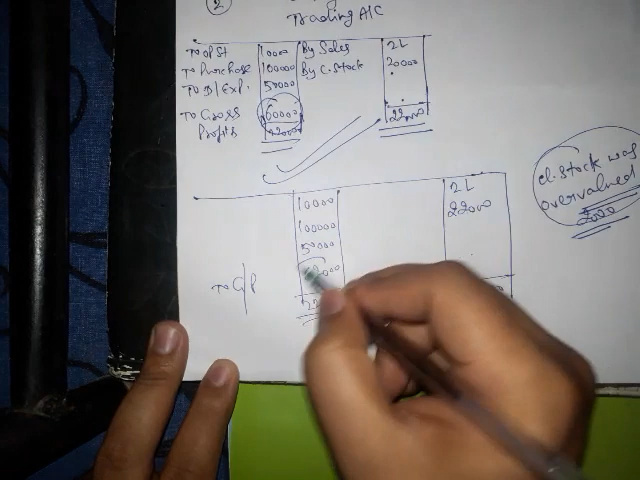 2
Trading A/C
To OP St 10000 By Sales 2L
To Purchase 100000 By C.Stock 20000
To D/Exp. 50000
To Gross
Profit 60000
10000 2L
100000 22000
50000
To G/P
cl.stock was
overvalued
2000